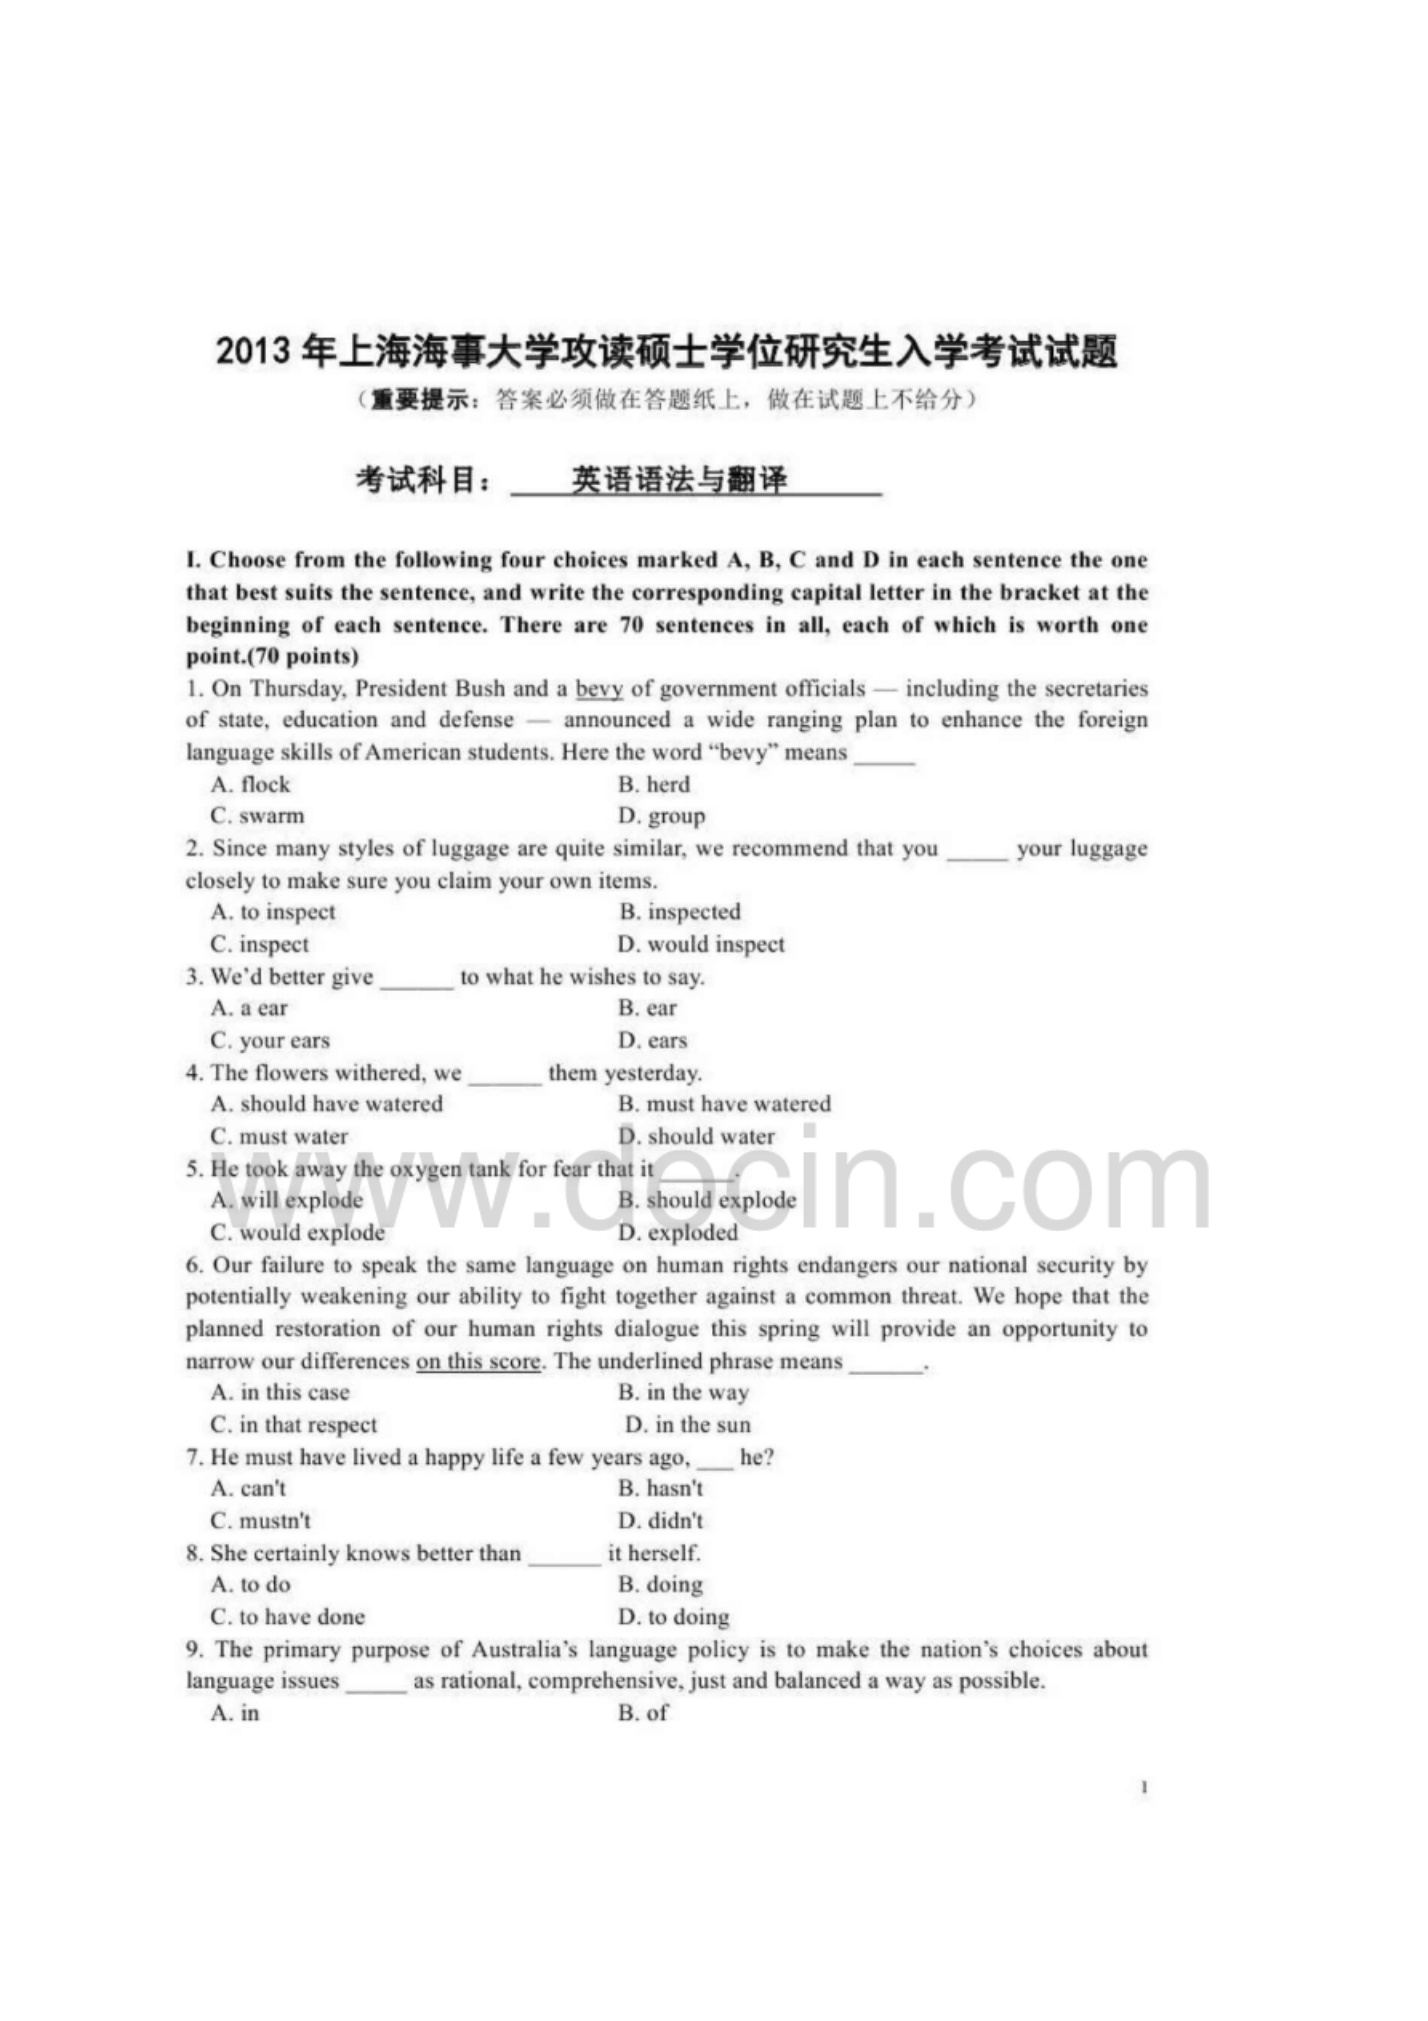 2013 年上海海事大学攻读硕士学位研究生入学考试试题
（重要提示：答案必须做在答题纸上，做在试题上不给分）
考试科目： 英语语法与翻译
I. Choose from the following four choices marked A, B, C and D in each sentence the one
that best suits the sentence, and write the corresponding capital letter in the bracket at the
beginning of each sentence. There are 70 sentences in all, each of which is worth one
point.(70 points)
1. On Thursday, President Bush and a bevy of government officials — including the secretaries
of state, education and defense — announced a wide ranging plan to enhance the foreign
language skills of American students. Here the word “bevy” means _____
A. flock B. herd
C. swarm D. group
2. Since many styles of luggage are quite similar, we recommend that you _____ your luggage
closely to make sure you claim your own items.
A. to inspect B. inspected
C. inspect D. would inspect
3. We’d better give ______ to what he wishes to say.
A. a ear B. ear
C. your ears D. ears
4. The flowers withered, we ______ them yesterday.
A. should have watered B. must have watered
C. must water D. should water
5. He took away the oxygen tank for fear that it ______.
A. will explode B. should explode
C. would explode D. exploded
www.docin.com
6. Our failure to speak the same language on human rights endangers our national security by
potentially weakening our ability to fight together against a common threat. We hope that the
planned restoration of our human rights dialogue this spring will provide an opportunity to
narrow our differences on this score. The underlined phrase means ______.
A. in this case B. in the way
C. in that respect D. in the sun
7. He must have lived a happy life a few years ago, ___ he?
A. can't B. hasn't
C. mustn't D. didn't
8. She certainly knows better than ______ it herself.
A. to do B. doing
C. to have done D. to doing
9. The primary purpose of Australia’s language policy is to make the nation’s choices about
language issues _____ as rational, comprehensive, just and balanced a way as possible.
A. in B. of
1